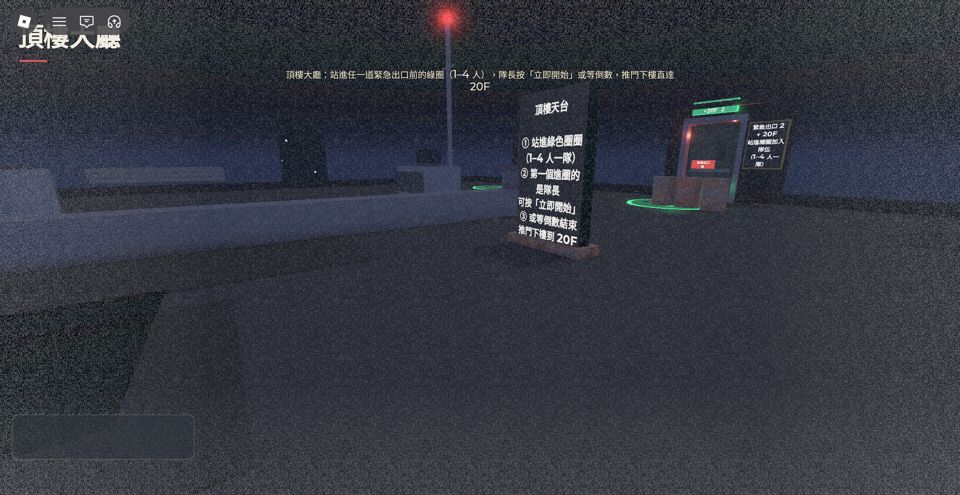 頂樓大廳
頂樓大廳：站進任一道緊急出口前的綠圈（1–4 人），隊長按「立即開始」或等倒數，推門下樓直達
20F
頂樓天台
① 站進綠色圈圈
（1–4 人一隊）
② 第一個進圈的
是隊長
可按「立即開始」
③ 或等倒數結束
推門下樓到 20F
緊急出口 2
站進圈圈加入
隊伍
（1–4 人一
隊）